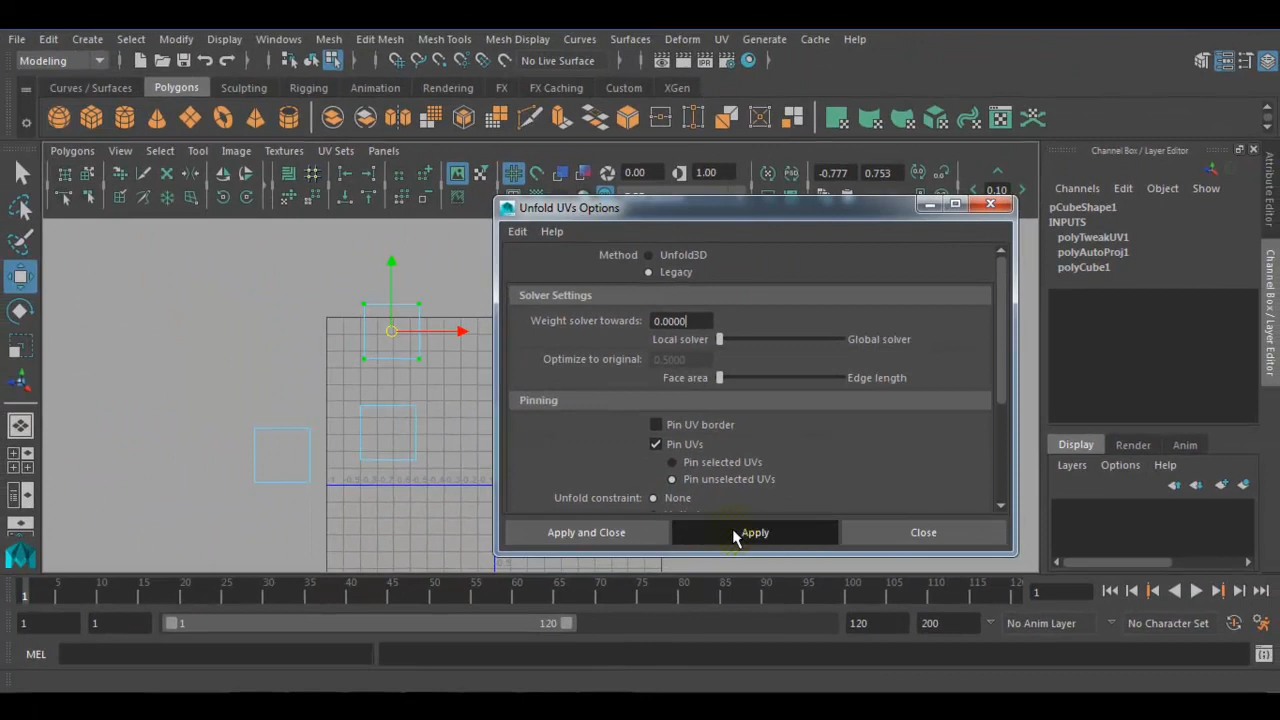 File Edit Create Select Modify Display Windows Mesh Edit Mesh Mesh Tools Mesh Display Curves Surfaces Deform UV Generate Cache Help
Modeling No Live Surface
Curves / Surfaces Polygons Sculpting Rigging Animation Rendering FX FX Caching Custom XGen
Polygons View Select Tool Image Textures UV Sets Panels
0.00 1.00 -0.777 0.753
0.10
Unfold UVs Options
Edit Help
Method Unfold3D
Legacy
Solver Settings
Weight solver towards: 0.0000
Local solver Global solver
Optimize to original: 0.5000
Face area Edge length
Pinning
Pin UV border
Pin UVs
Pin selected UVs
Pin unselected UVs
Unfold constraint: None
Apply and Close Apply Close
Channel Box / Layer Editor
Channels Edit Object Show
pCubeShape1
INPUTS
polyTweakUV1
polyAutoProj1
polyCube1
Attribute Editor
Channel Box / Layer Editor
Display Render Anim
Layers Options Help
5 10 15 20 25 30 35 40 45 50 55 60 65 70 75 80 85 90 95 100 105 110 115 12
1 1
1 1 1 120 120 200 No Anim Layer No Character Set
MEL